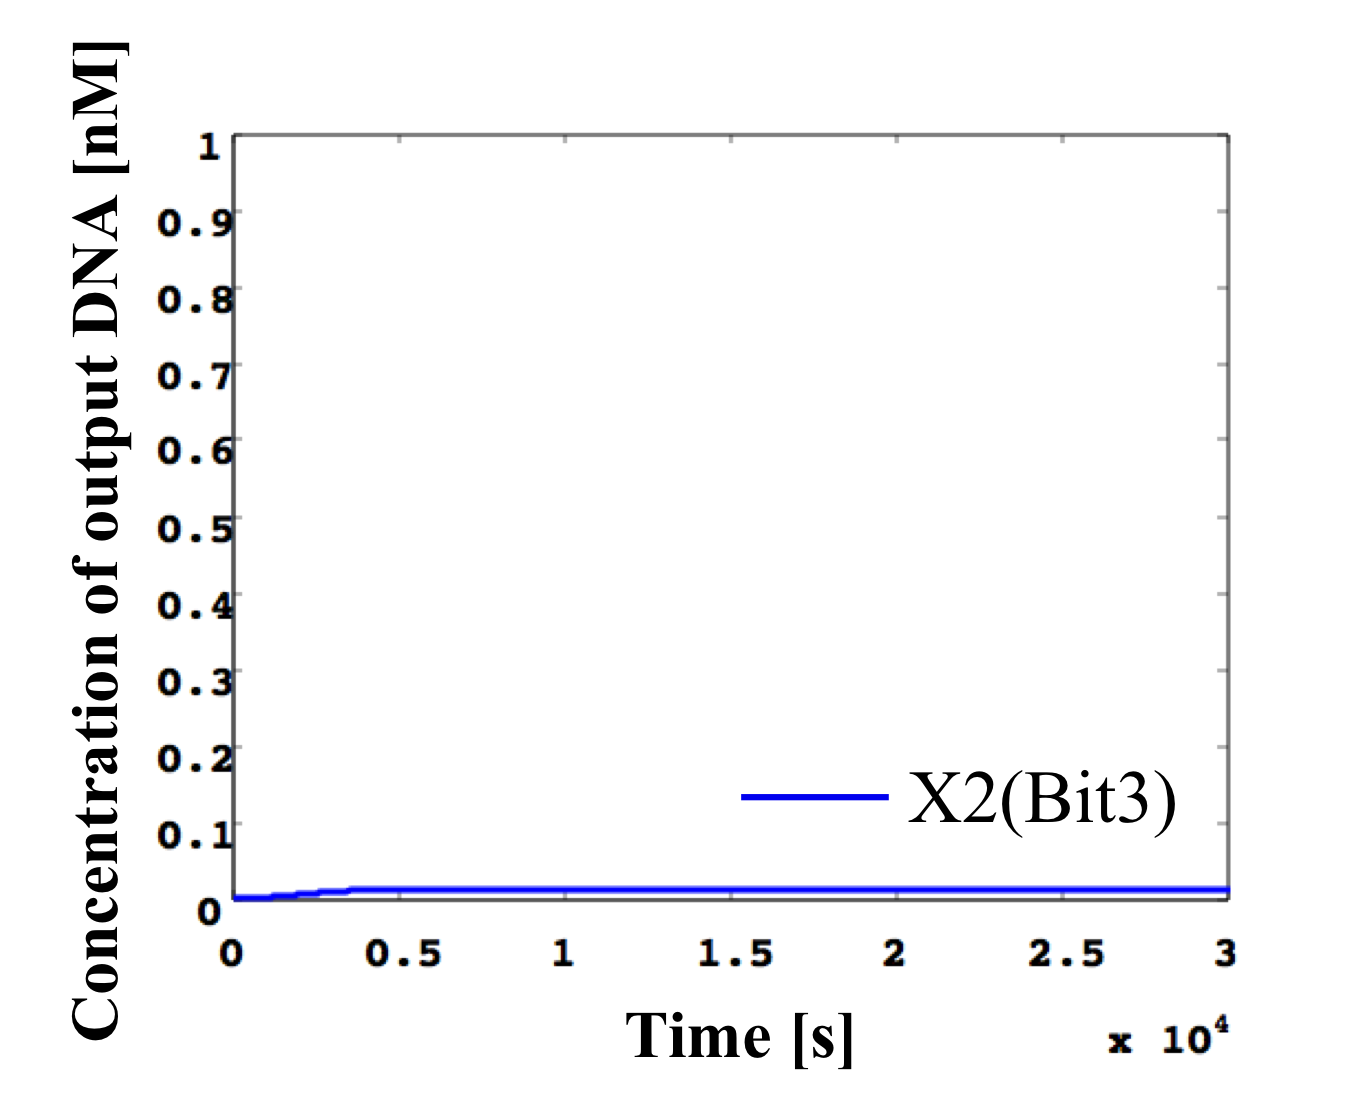 Concentration of output DNA [nM]
1
0.9
0.8
0.7
0.6
0.5
0.4
0.3
0.2
0.1
0
X2(Bit3)
0 0.5 1 1.5 2 2.5 3
Time [s]
x 10⁴